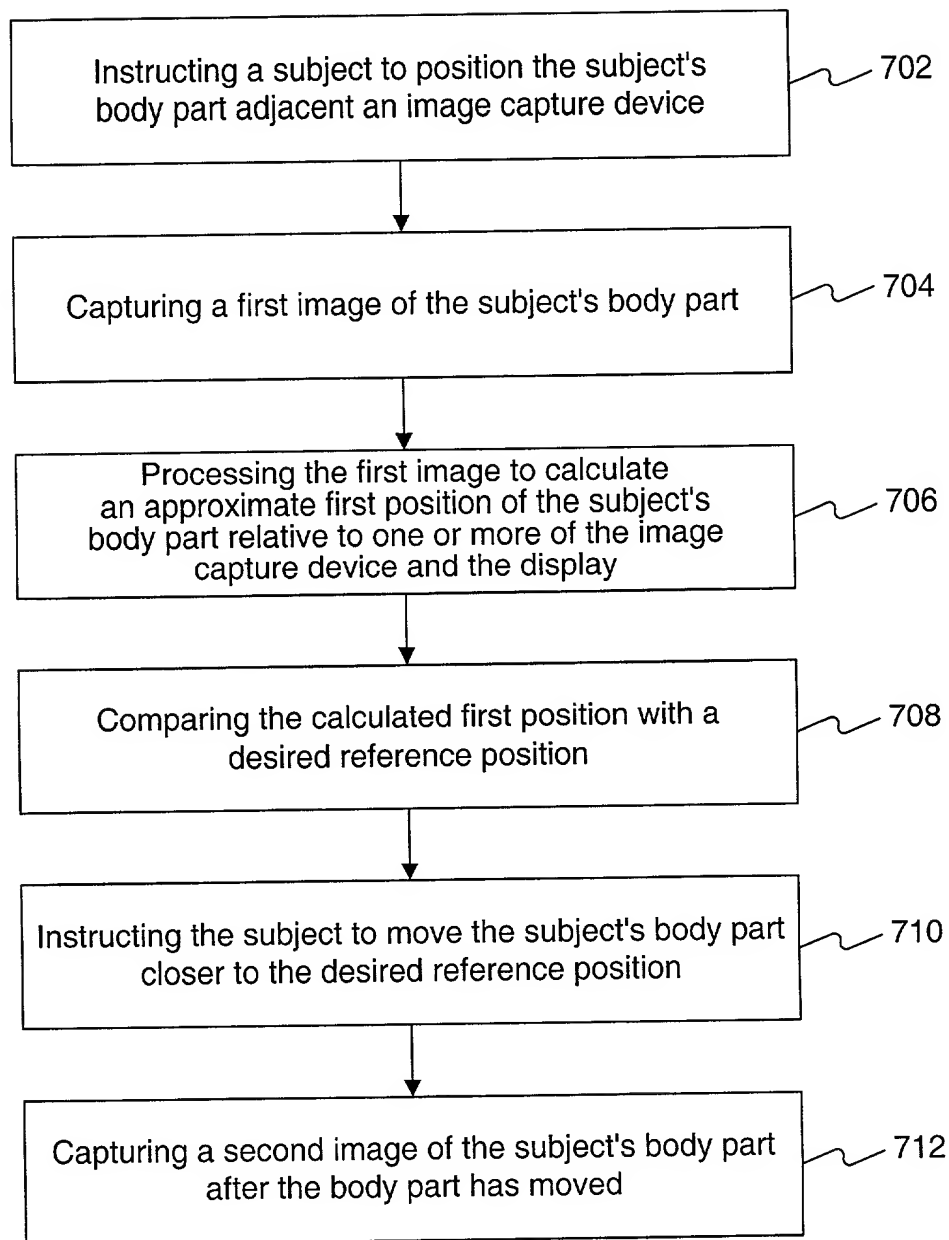 Instructing a subject to position the subject's
body part adjacent an image capture device
702
Capturing a first image of the subject's body part
704
Processing the first image to calculate
an approximate first position of the subject's
body part relative to one or more of the image
capture device and the display
706
Comparing the calculated first position with a
desired reference position
708
Instructing the subject to move the subject's body part
closer to the desired reference position
710
Capturing a second image of the subject's body part
after the body part has moved
712